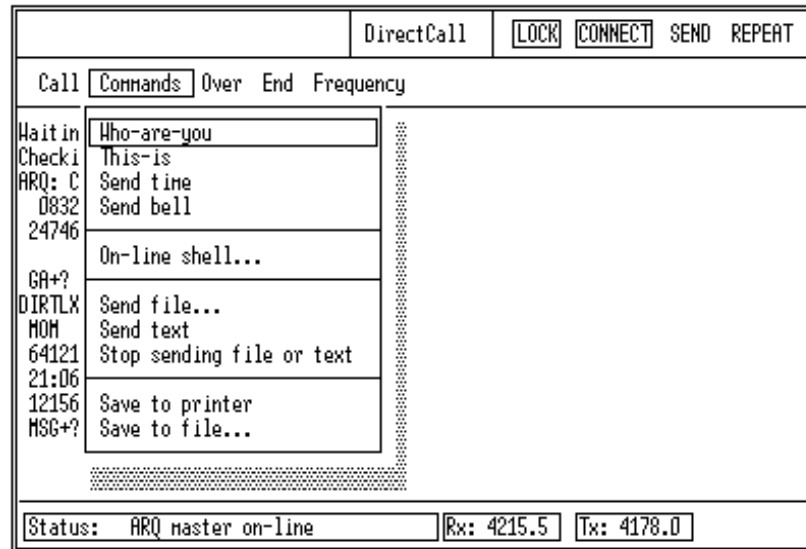 DirectCall LOCK CONNECT SEND REPEAT
Call Commands Over End Frequency
Waitin Who-are-you
Checki This-is
ARQ: C Send time
0832 Send bell
24746
On-line shell...
GA+?
DIRTLX Send file...
MOM Send text
64121 Stop sending file or text
21:06
12156 Save to printer
MSG+? Save to file...
Status: ARQ master on-line Rx: 4215.5 Tx: 4178.0